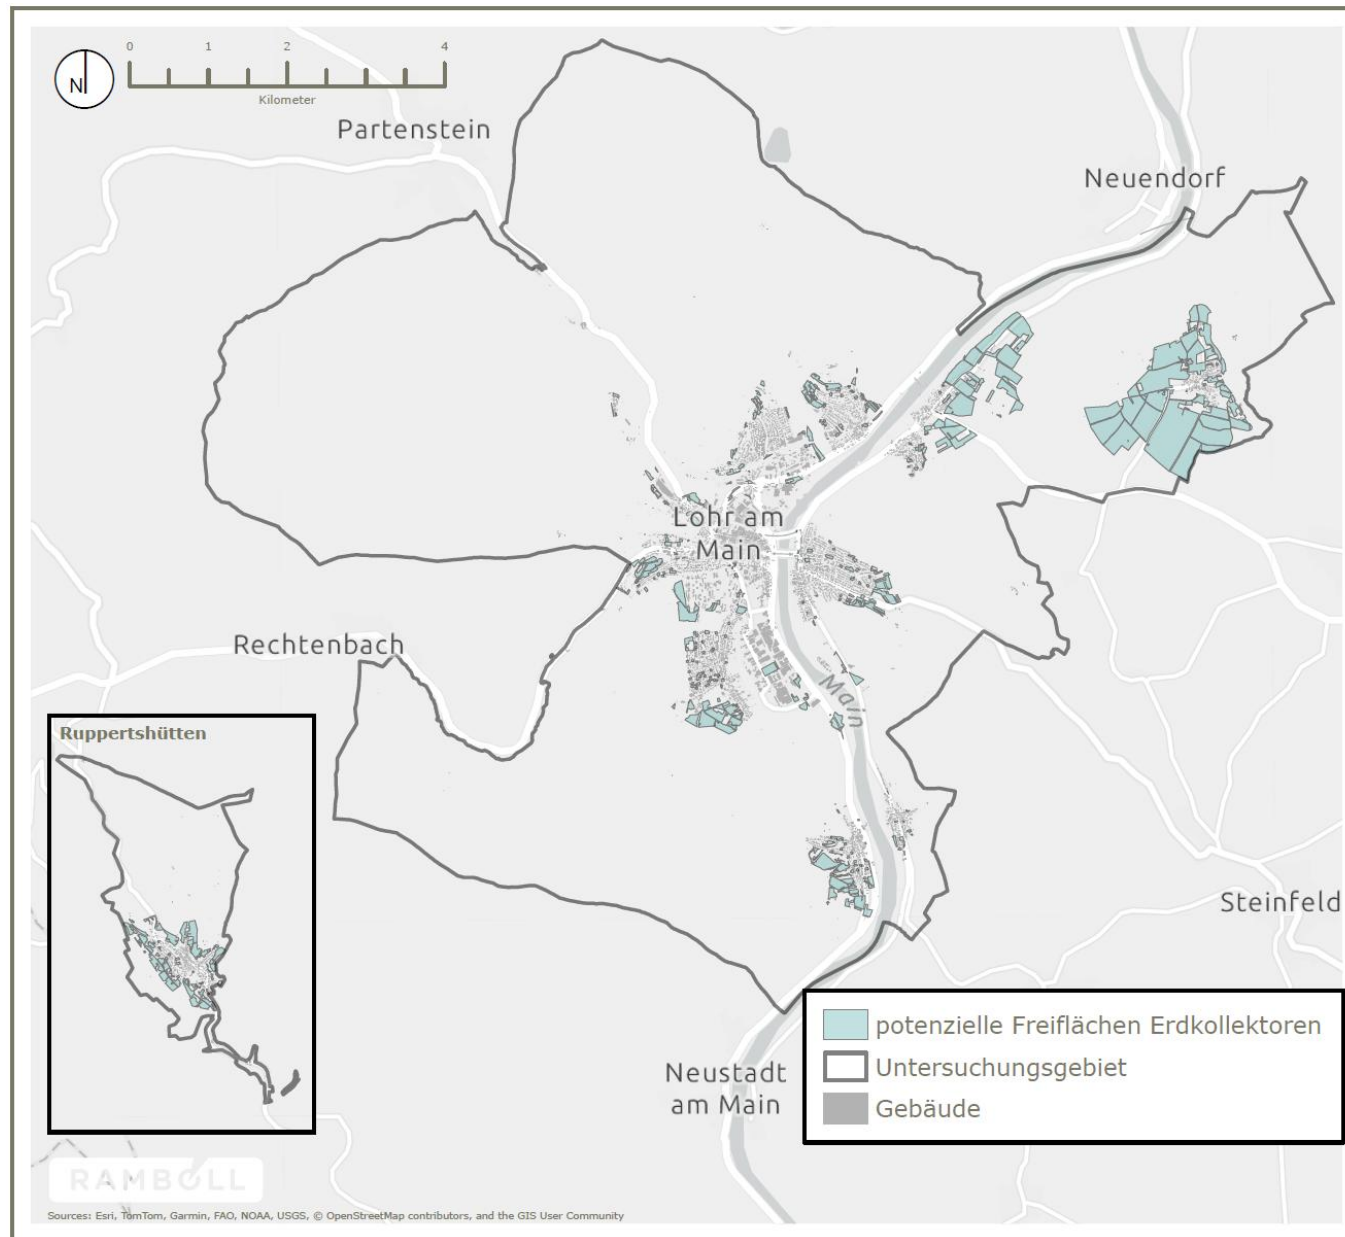 0 1 2 4
N
Kilometer
Partenstein
Neuendorf
Lohr am
Main
Rechtenbach
Main
Ruppertshütten
Steinfeld
potenzielle Freiflächen Erdkollektoren
Untersuchungsgebiet
Gebäude
Neustadt
am Main
RAMBOLL
Sources: Esri, TomTom, Garmin, FAO, NOAA, USGS, © OpenStreetMap contributors, and the GIS User Community